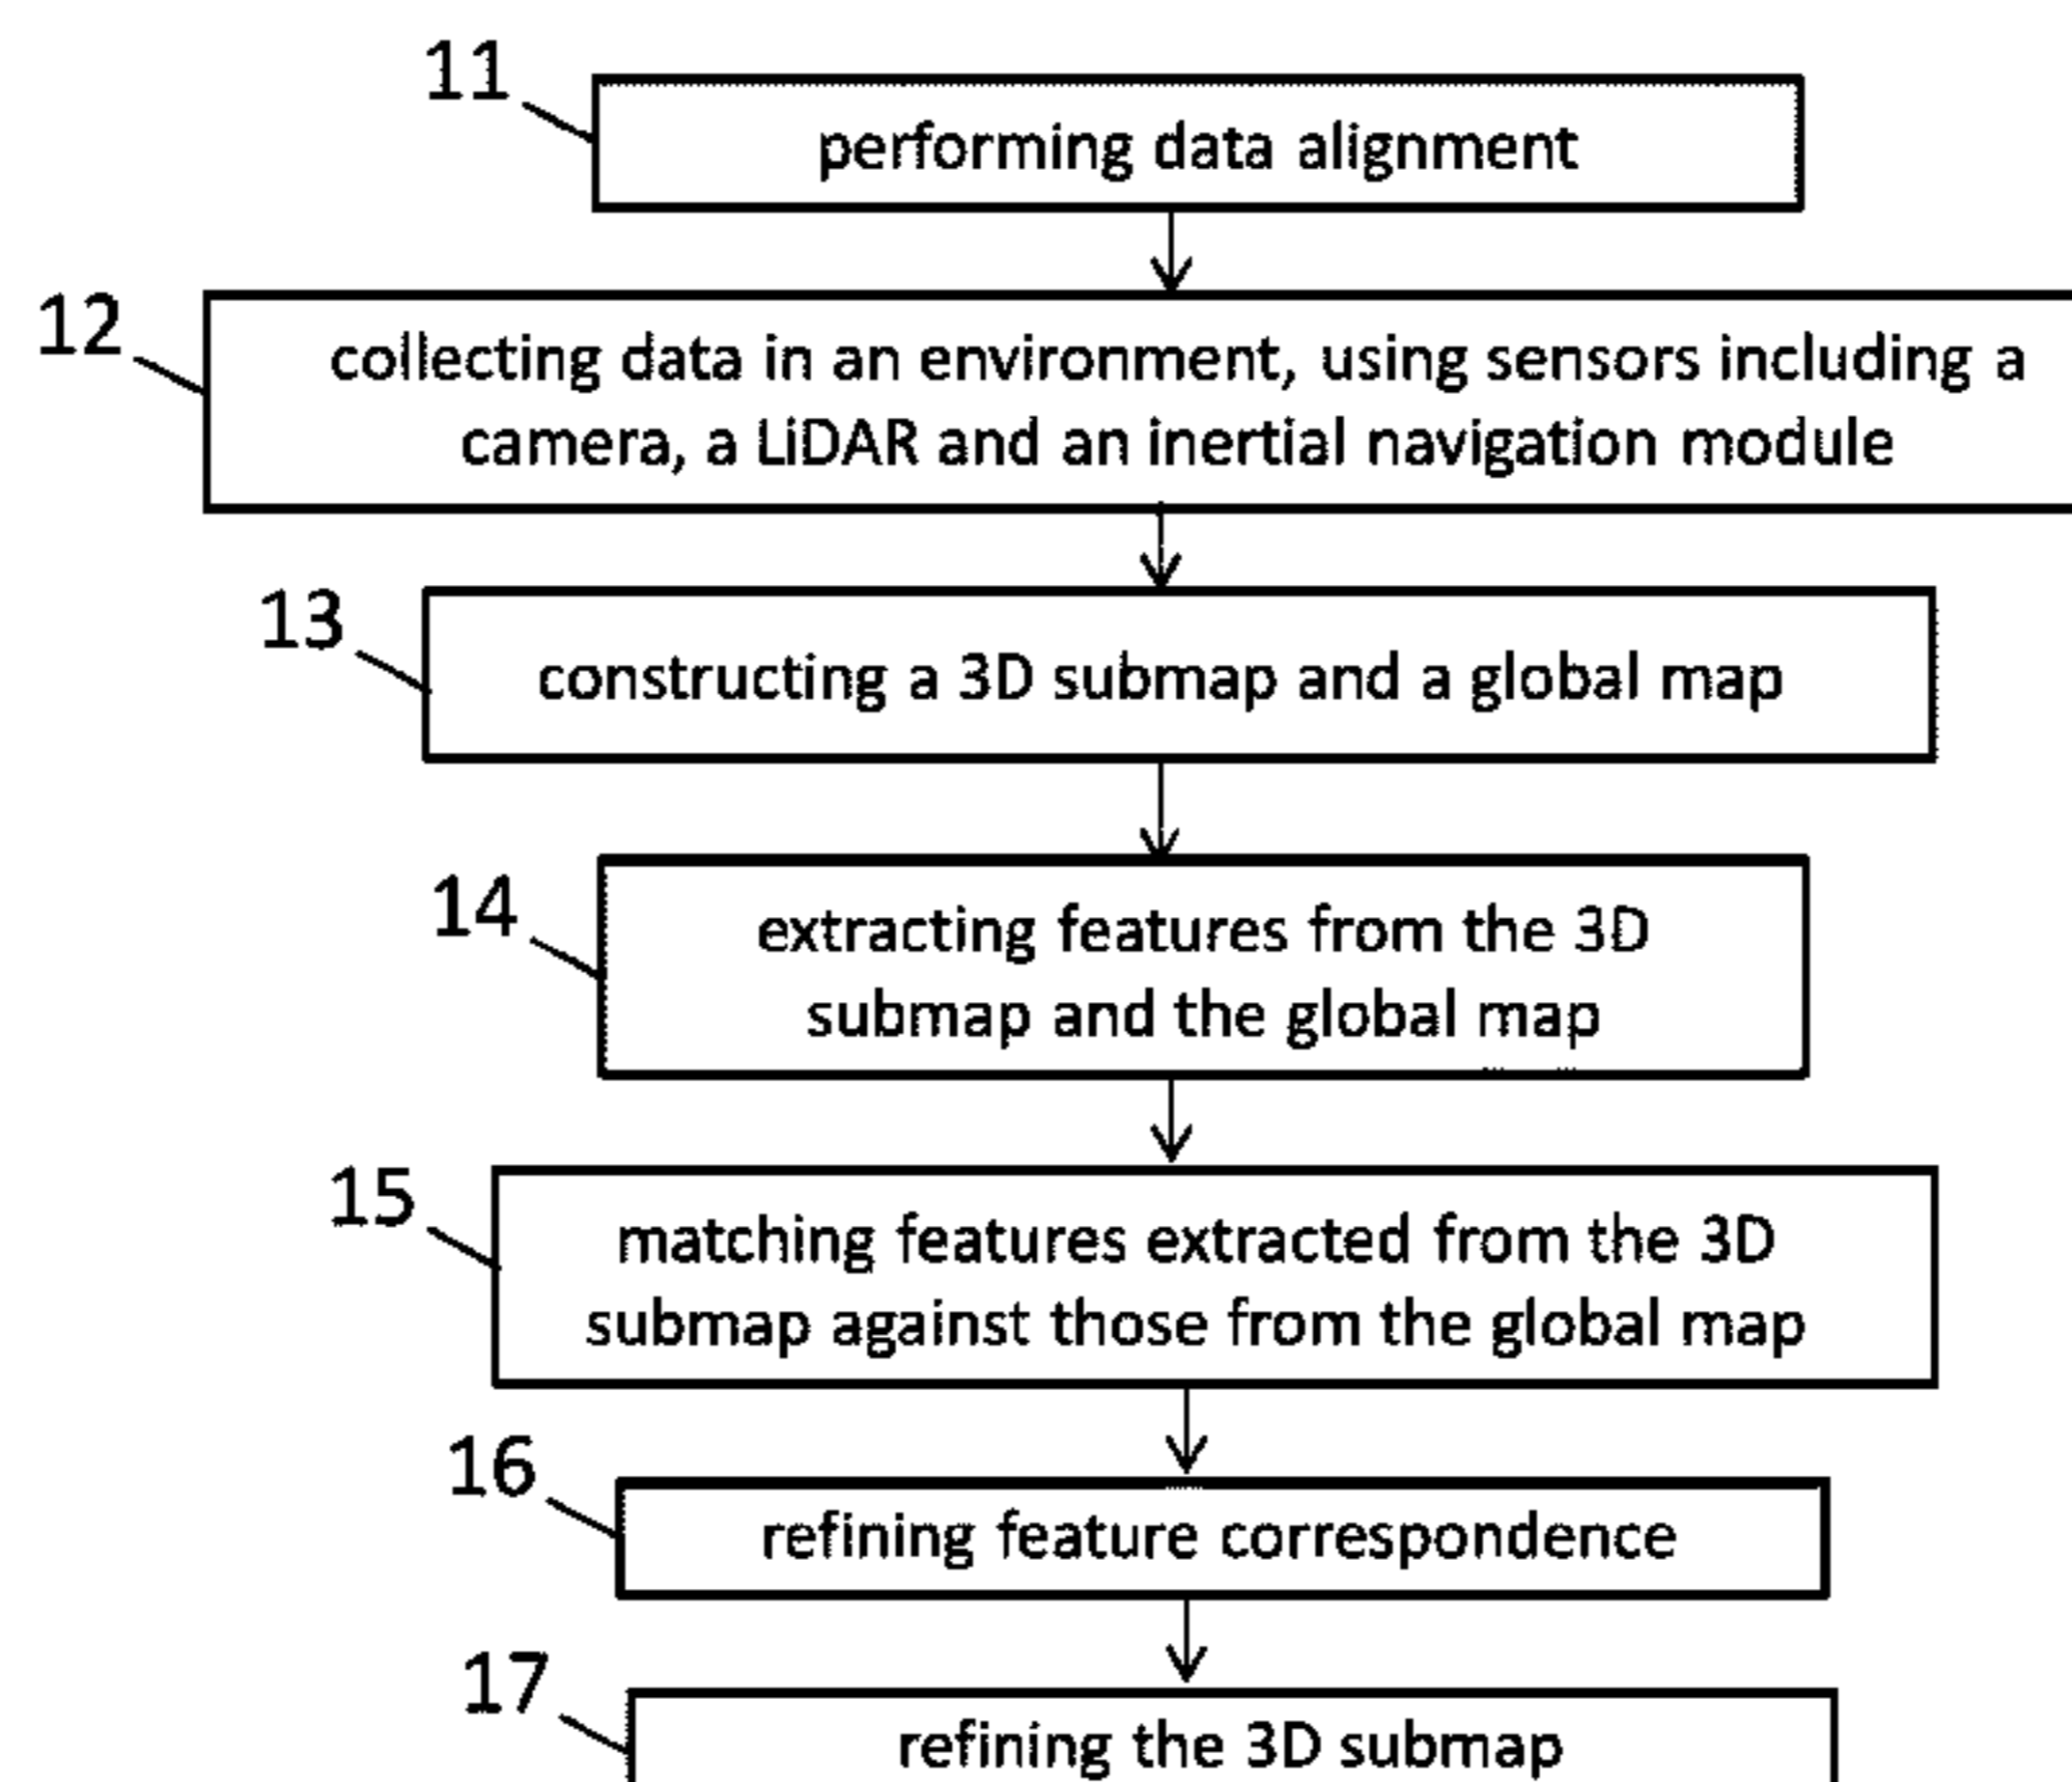 11
performing data alignment
12
collecting data in an environment, using sensors including a
camera, a LiDAR and an inertial navigation module
13
constructing a 3D submap and a global map
14
extracting features from the 3D
submap and the global map
15
matching features extracted from the 3D
submap against those from the global map
16
refining feature correspondence
17
refining the 3D submap